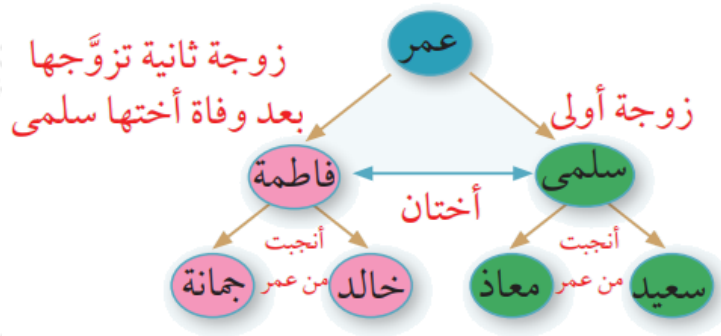 عمر
زوجة أولى
زوجة ثانية تزوَّجها
بعد وفاة أختها سلمى
سلمى
فاطمة
أختان
أنجبت
من عمر
سعيد
معاذ
أنجبت
من عمر
خالد
جمانة